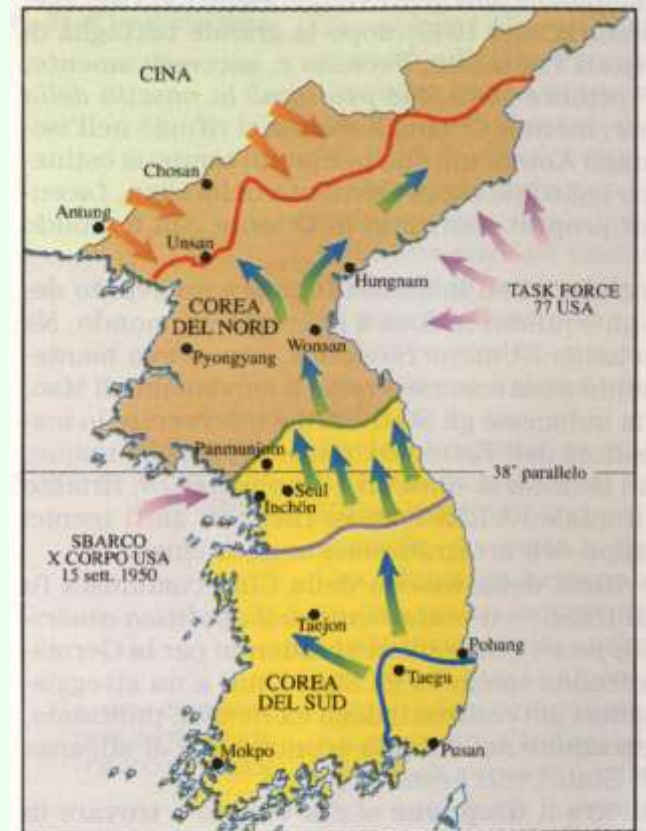 CINA
Chosan
Antung
Unsan
Hungnam
TASK FORCE
77 USA
COREA
DEL NORD
Wonsan
Pyongyang
Panmunjom
38° parallelo
Seul
Inchön
SBARCO
X CORPO USA
15 sett. 1950
Taejon
Pohang
Taegu
COREA
DEL SUD
Mokpo
Pusan